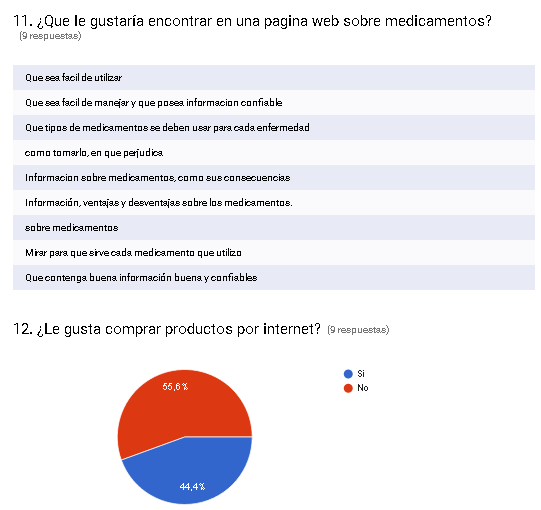 11. ¿Que le gustaría encontrar en una pagina web sobre medicamentos?
(9 respuestas)
Que sea facil de utilizar
Que sea facil de manejar y que posea informacion confiable
Que tipos de medicamentos se deben usar para cada enfermedad
como tomarlo, en que perjudica
Informacion sobre medicamentos, como sus consecuencias
Información, ventajas y desventajas sobre los medicamentos.
sobre medicamentos
Mirar para que sirve cada medicamento que utilizo
Que contenga buena información buena y confiables
12. ¿Le gusta comprar productos por internet? (9 respuestas)
Si
No
55,6%
44,4%